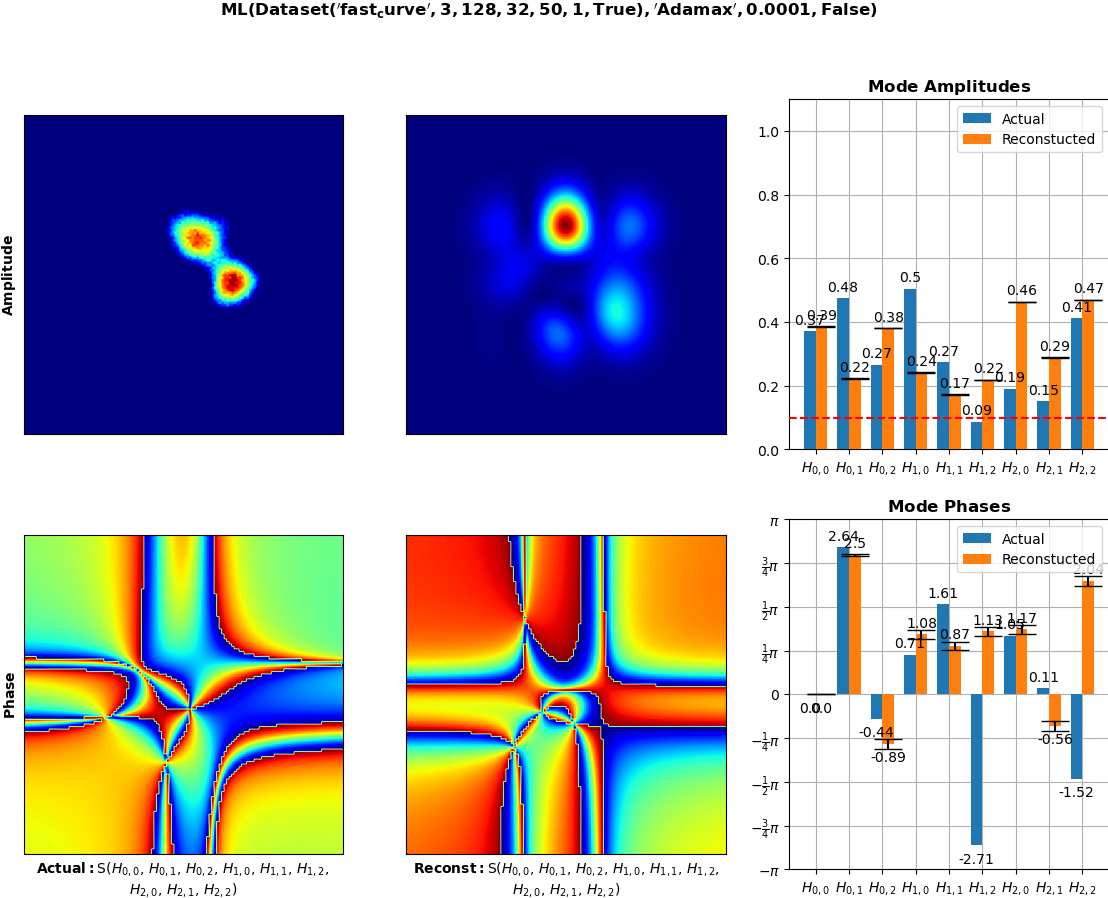 ML(Dataset('fast_curve', 3, 128, 32, 50, 1, True), 'Adamax', 0.0001, False)
Mode Amplitudes
Amplitude
Actual
Reconstucted
1.0
0.8
0.6
0.4
0.2
0.0
0.37 0.39 0.48 0.22 0.27 0.38 0.5 0.24 0.27 0.17 0.09 0.22 0.19 0.46 0.15 0.29 0.41 0.47
H0,0 H0,1 H0,2 H1,0 H1,1 H1,2 H2,0 H2,1 H2,2
Mode Phases
Phase
Actual
Reconstucted
π
3/4π
1/2π
1/4π
0
−1/4π
−1/2π
−3/4π
−π
0.0 0.0 2.64 2.5 -0.44 -0.89 0.71 1.08 1.61 0.87 -2.71 1.13 1.05 1.17 0.11 -0.56 -1.52 2.04
H0,0 H0,1 H0,2 H1,0 H1,1 H1,2 H2,0 H2,1 H2,2
Actual: S(H0,0, H0,1, H0,2, H1,0, H1,1, H1,2,
H2,0, H2,1, H2,2)
Reconst: S(H0,0, H0,1, H0,2, H1,0, H1,1, H1,2,
H2,0, H2,1, H2,2)